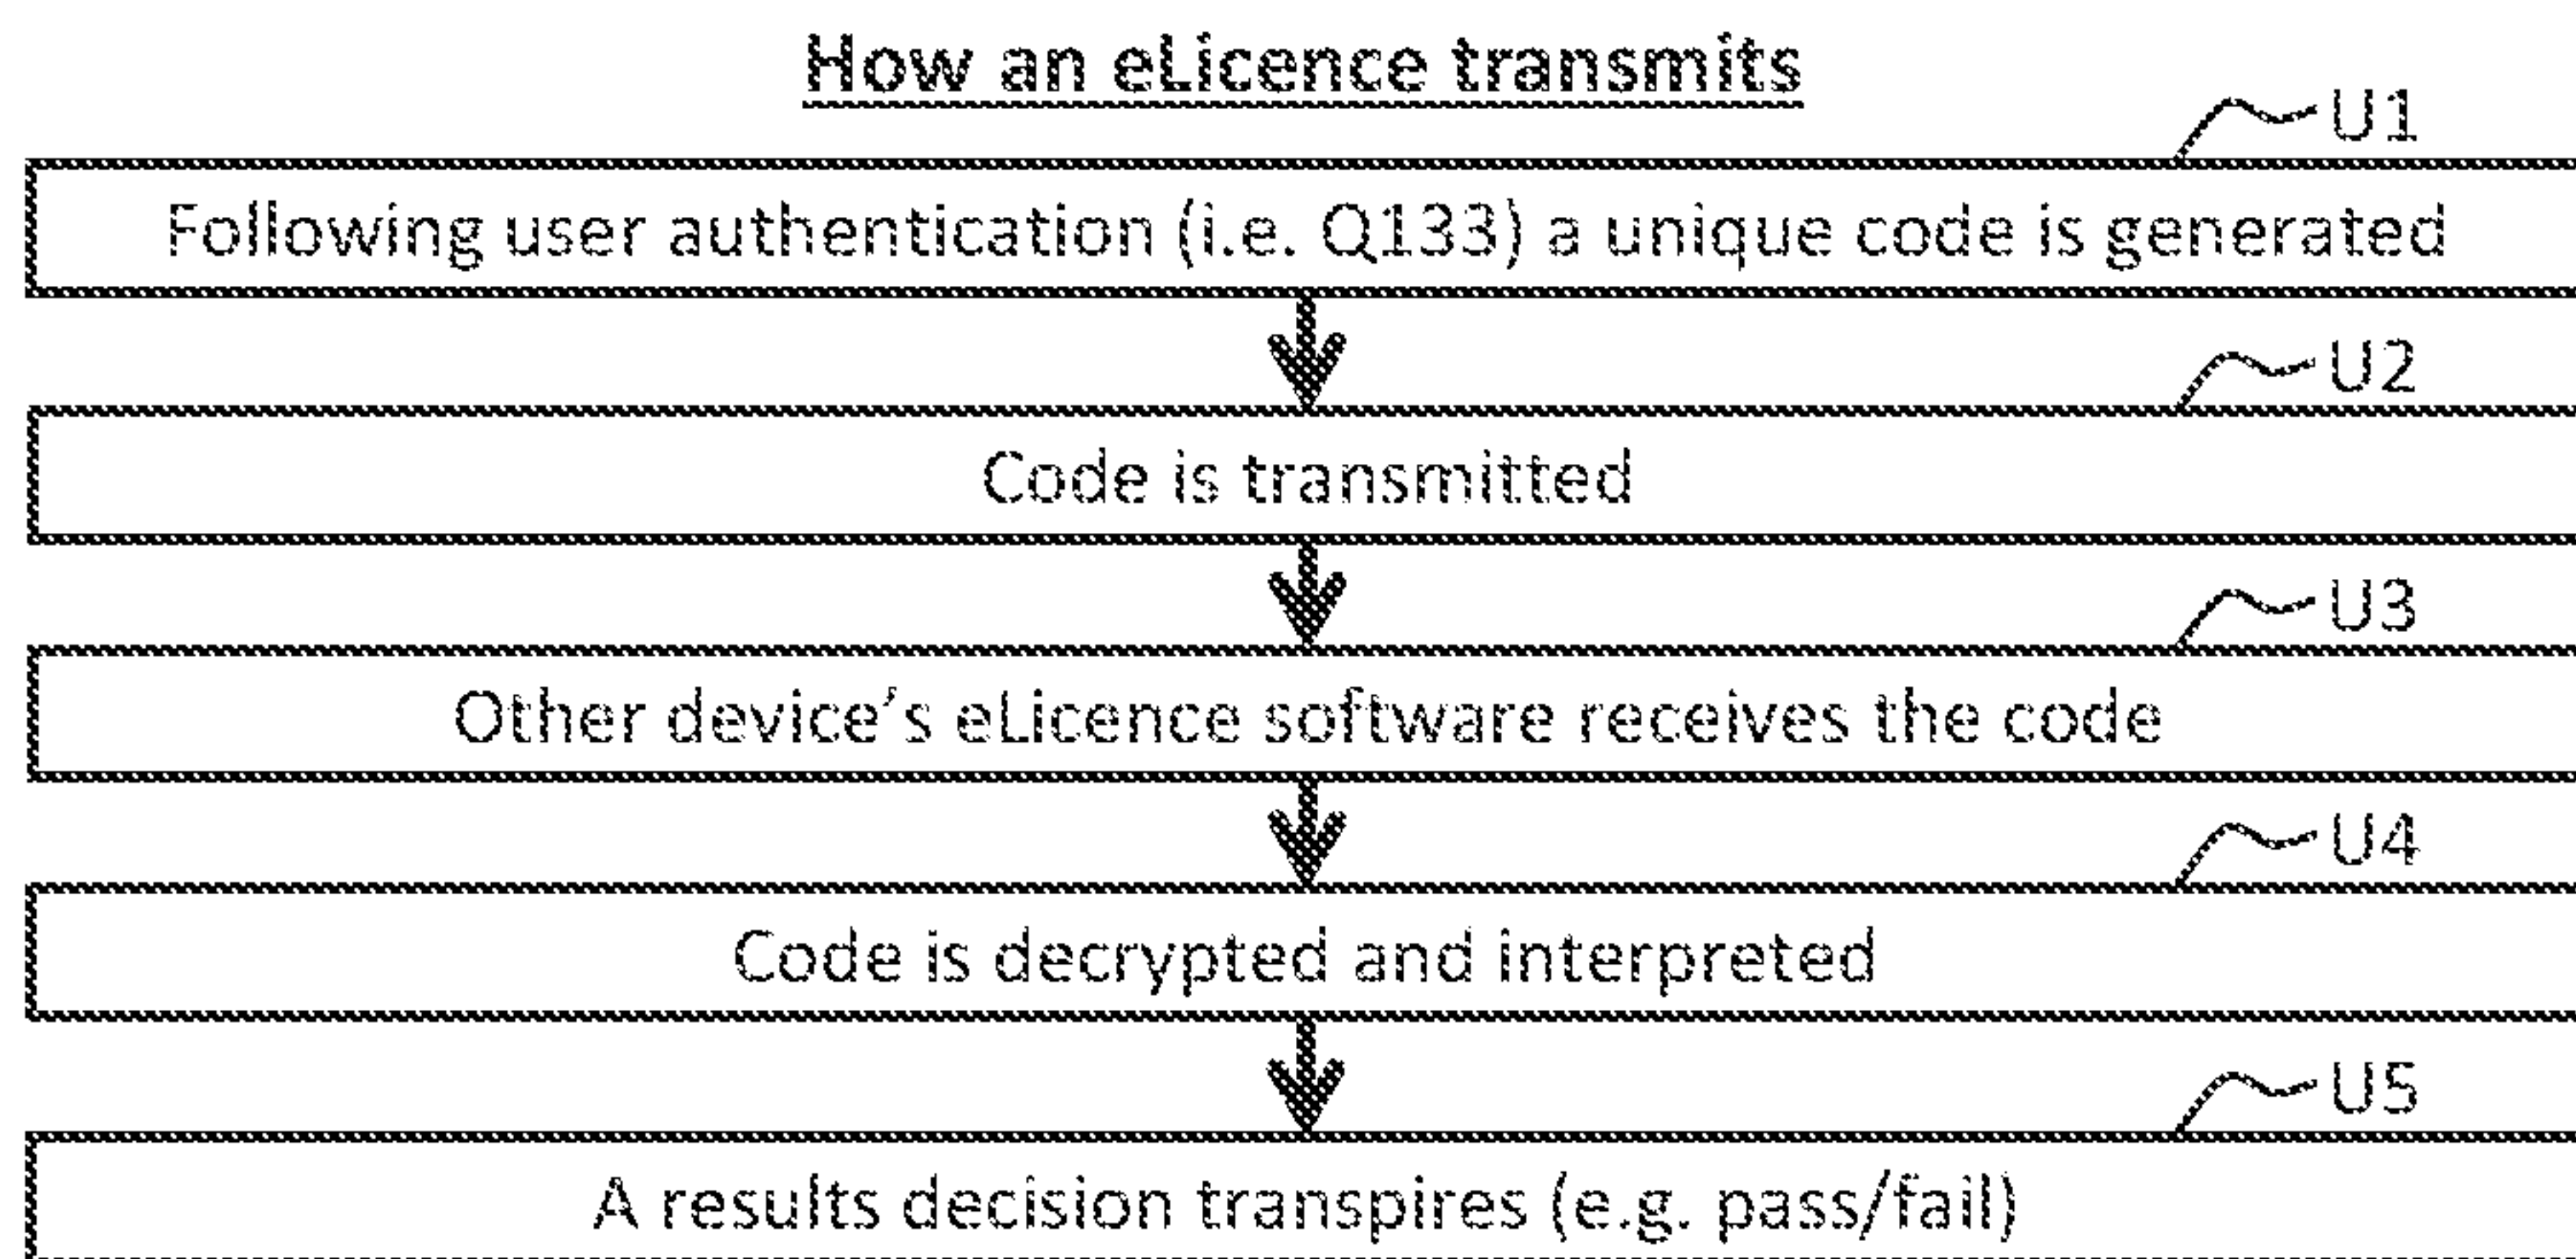 How an eLicence transmits
U1
Following user authentication (i.e. Q133) a unique code is generated
U2
Code is transmitted
U3
Other device's eLicence software receives the code
U4
Code is decrypted and interpreted
U5
A results decision transpires (e.g. pass/fail)